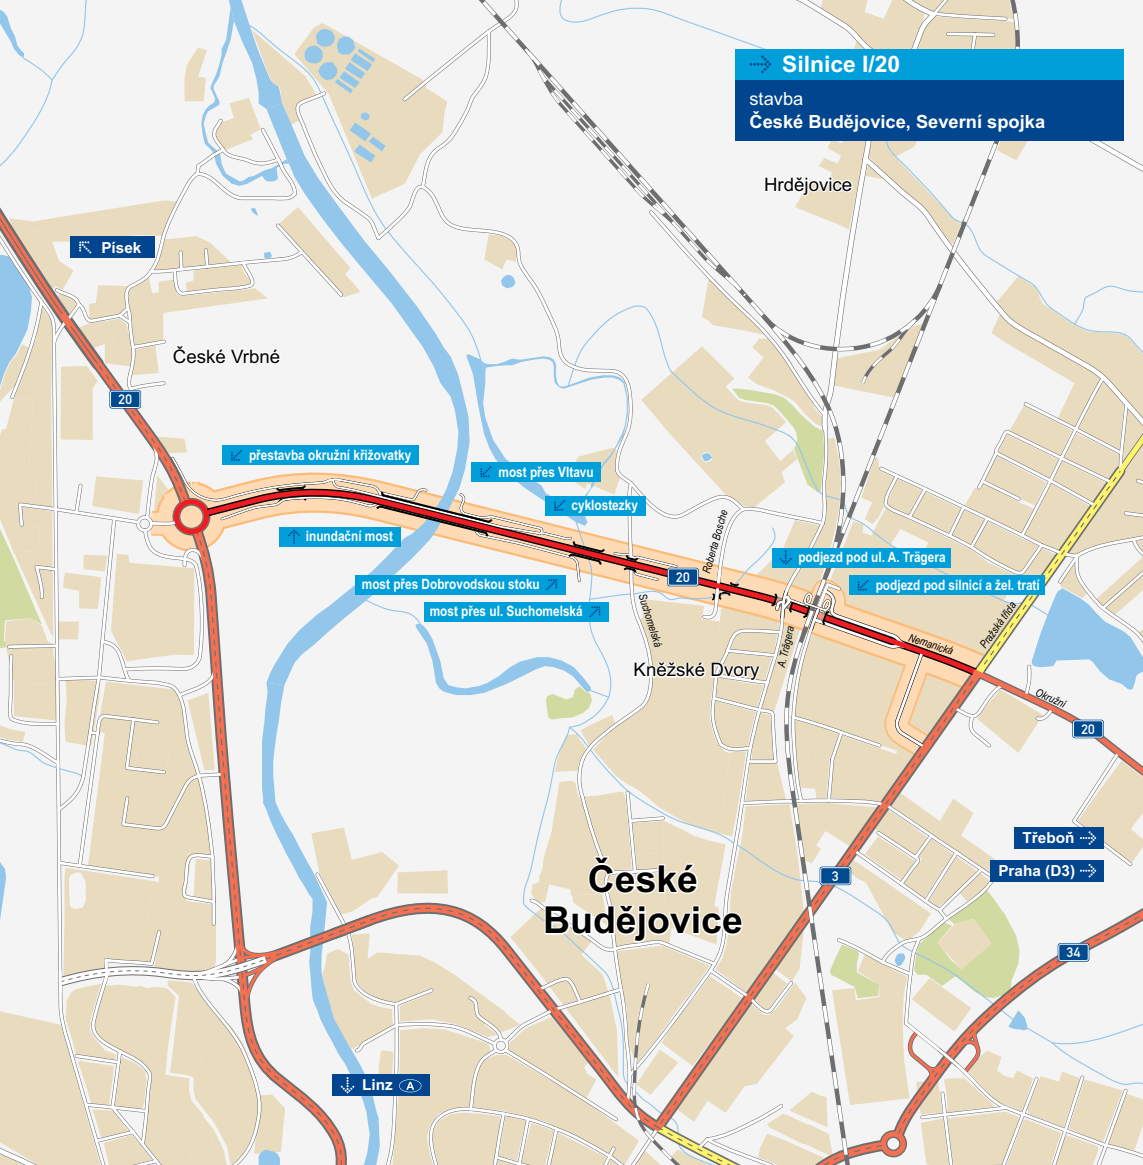 Silnice I/20
stavba
České Budějovice, Severní spojka
Hrdějovice
Písek
České Vrbné
20
přestavba okružní křižovatky
most přes Vltavu
cyklostezky
inundační most
Roberta Bosche
podjezd pod ul. A. Trägera
most přes Dobrovodskou stoku
20
podjezd pod silnicí a žel. tratí
most přes ul. Suchomelská
Suchomelská
A. Trägera
Nemanická
Pražská třída
Kněžské Dvory
Okružní
20
Třeboň
Praha (D3)
3
České
Budějovice
34
Linz A